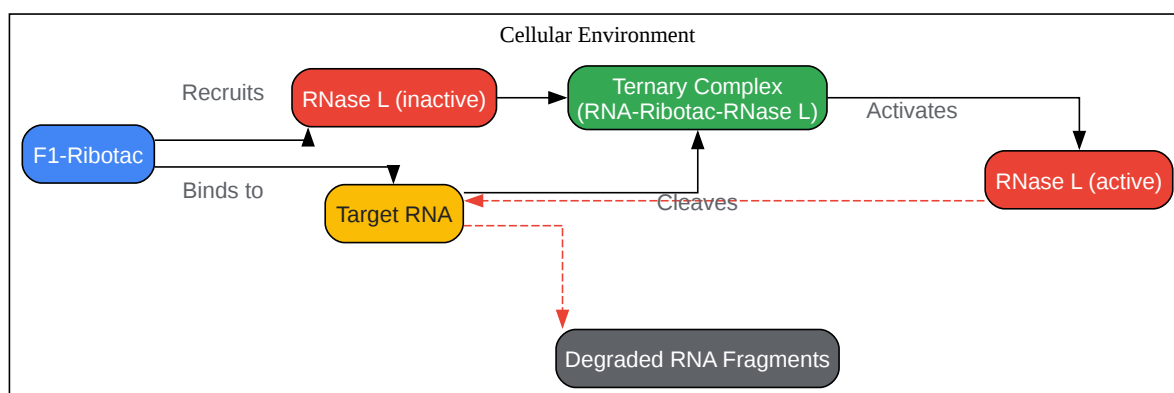 Cellular Environment
Recruits
RNase L (inactive)
Ternary Complex
(RNA-Ribotac-RNase L)
Activates
F1-Ribotac
Binds to
Target RNA
Cleaves
RNase L (active)
Degraded RNA Fragments